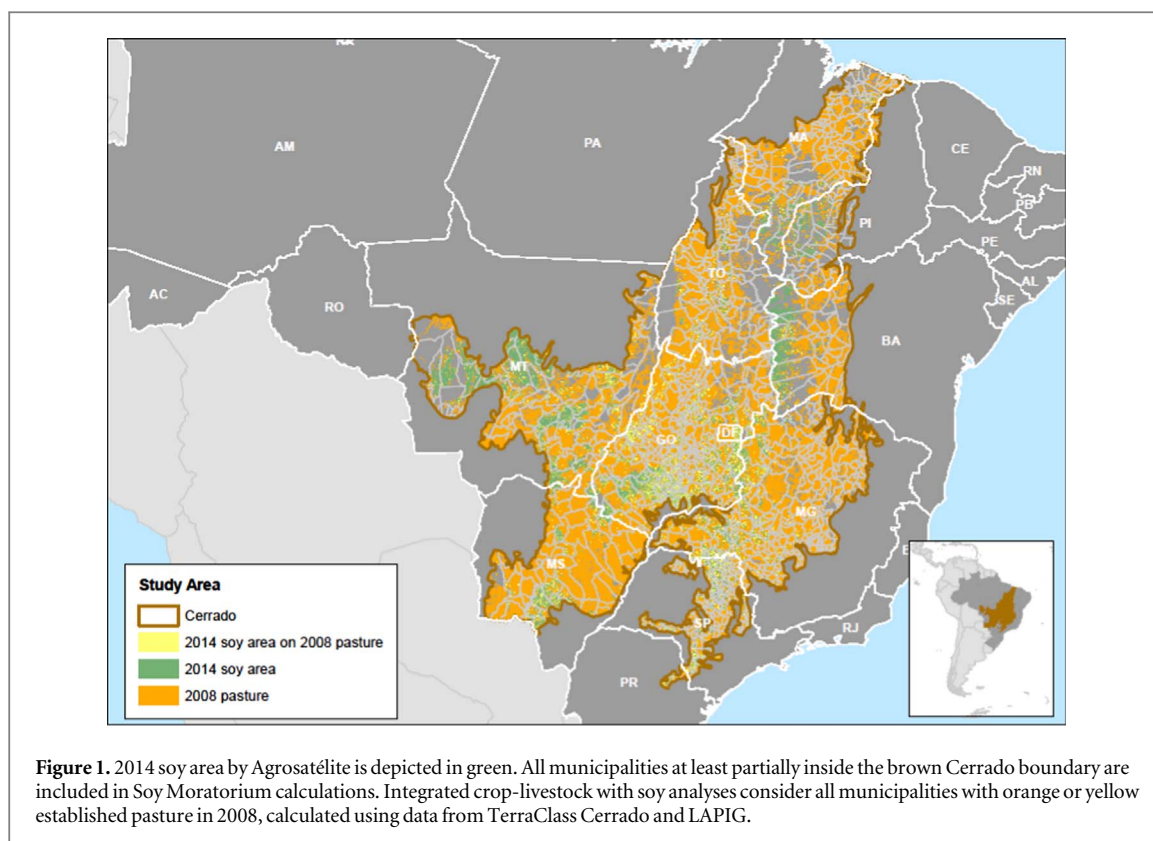 AM
PA
MA
CE
RN
PB
PI
PE
AL
SE
TO
AC
RO
BA
MT
GO
DF
MG
MS
SP
RJ
PR
Study Area
Cerrado
2014 soy area on 2008 pasture
2014 soy area
2008 pasture
Figure 1. 2014 soy area by Agrosatélite is depicted in green. All municipalities at least partially inside the brown Cerrado boundary are
included in Soy Moratorium calculations. Integrated crop-livestock with soy analyses consider all municipalities with orange or yellow
established pasture in 2008, calculated using data from TerraClass Cerrado and LAPIG.